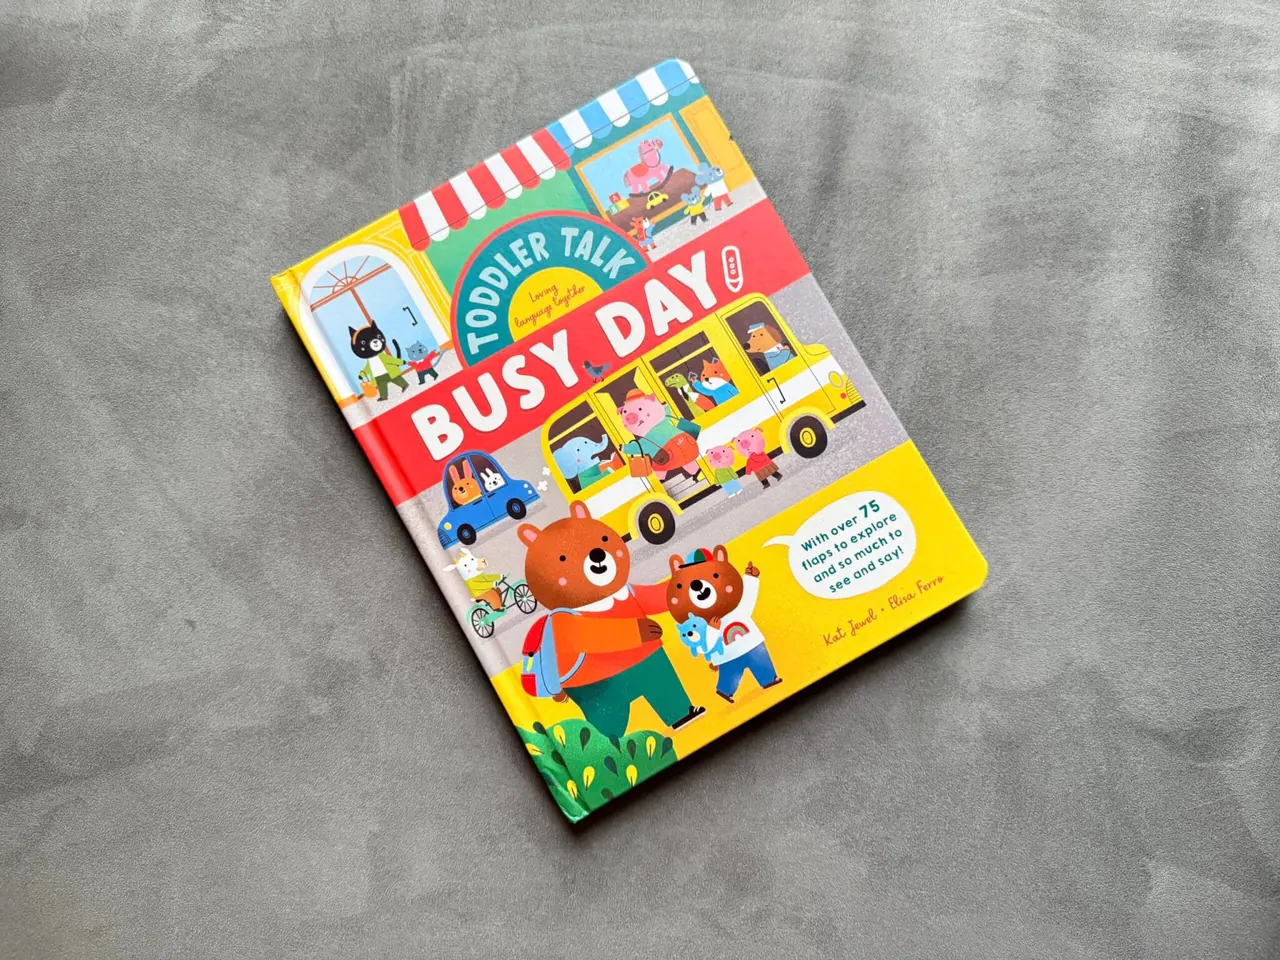 TODDLER TALK
Loving
language together
BUSY DAY!
With over 75
flaps to explore
and so much to
see and say!
Kat Jewel • Elisa Ferro